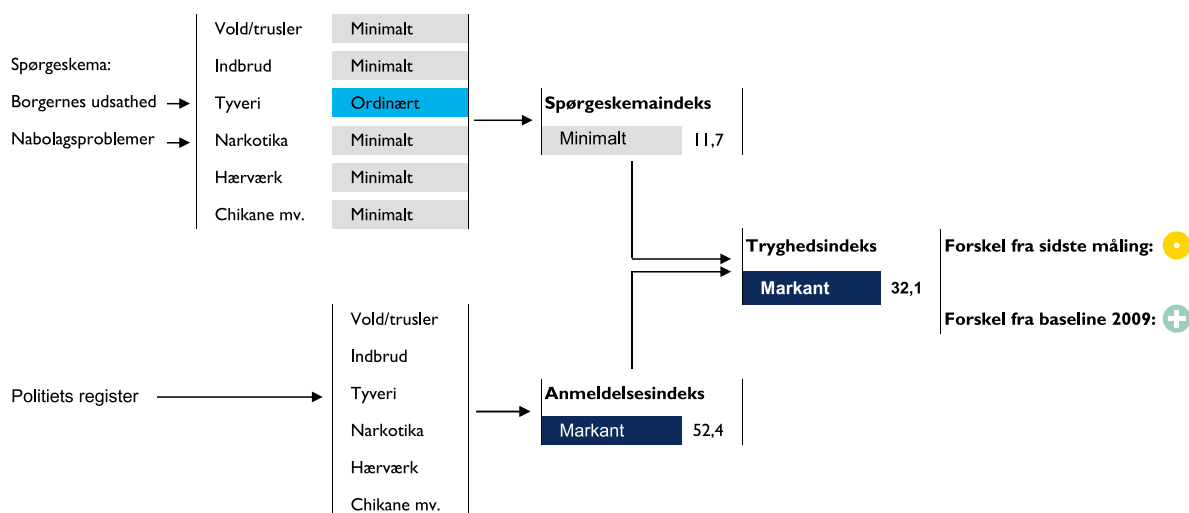 Spørgeskema:
Borgernes udsathed
Nabolagsproblemer
Vold/trusler Minimalt
Indbrud Minimalt
Tyveri Ordinært
Narkotika Minimalt
Hærværk Minimalt
Chikane mv. Minimalt
Spørgeskemaindeks
Minimalt 11,7
Politiets register
Vold/trusler
Indbrud
Tyveri
Narkotika
Hærværk
Chikane mv.
Anmeldelsesindeks
Markant 52,4
Tryghedsindeks
Markant 32,1
Forskel fra sidste måling:
Forskel fra baseline 2009: